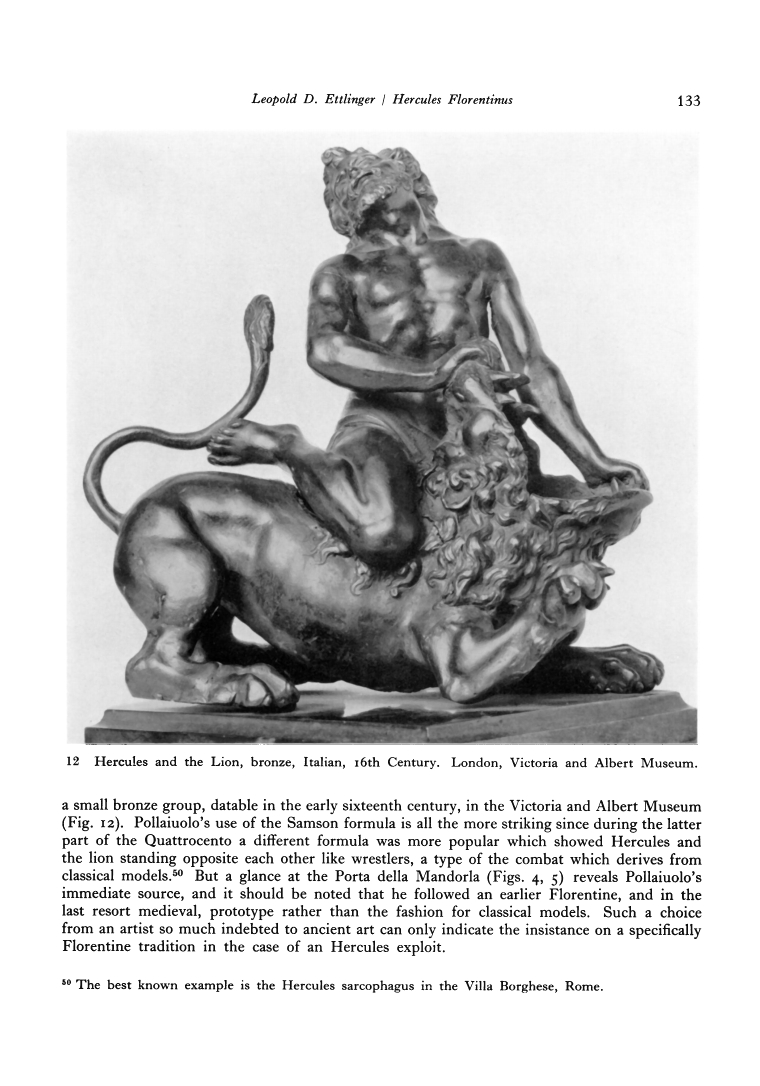 Leopold D. Ettlinger / Hercules Florentinus 133
12 Hercules and the Lion, bronze, Italian, 16th Century. London, Victoria and Albert Museum.
a small bronze group, datable in the early sixteenth century, in the Victoria and Albert Museum
(Fig. 12). Pollaiuolo's use of the Samson formula is all the more striking since during the latter
part of the Quattrocento a different formula was more popular which showed Hercules and
the lion standing opposite each other like wrestlers, a type of the combat which derives from
classical models.⁵⁰ But a glance at the Porta della Mandorla (Figs. 4, 5) reveals Pollaiuolo's
immediate source, and it should be noted that he followed an earlier Florentine, and in the
last resort medieval, prototype rather than the fashion for classical models. Such a choice
from an artist so much indebted to ancient art can only indicate the insistance on a specifically
Florentine tradition in the case of an Hercules exploit.
⁵⁰ The best known example is the Hercules sarcophagus in the Villa Borghese, Rome.